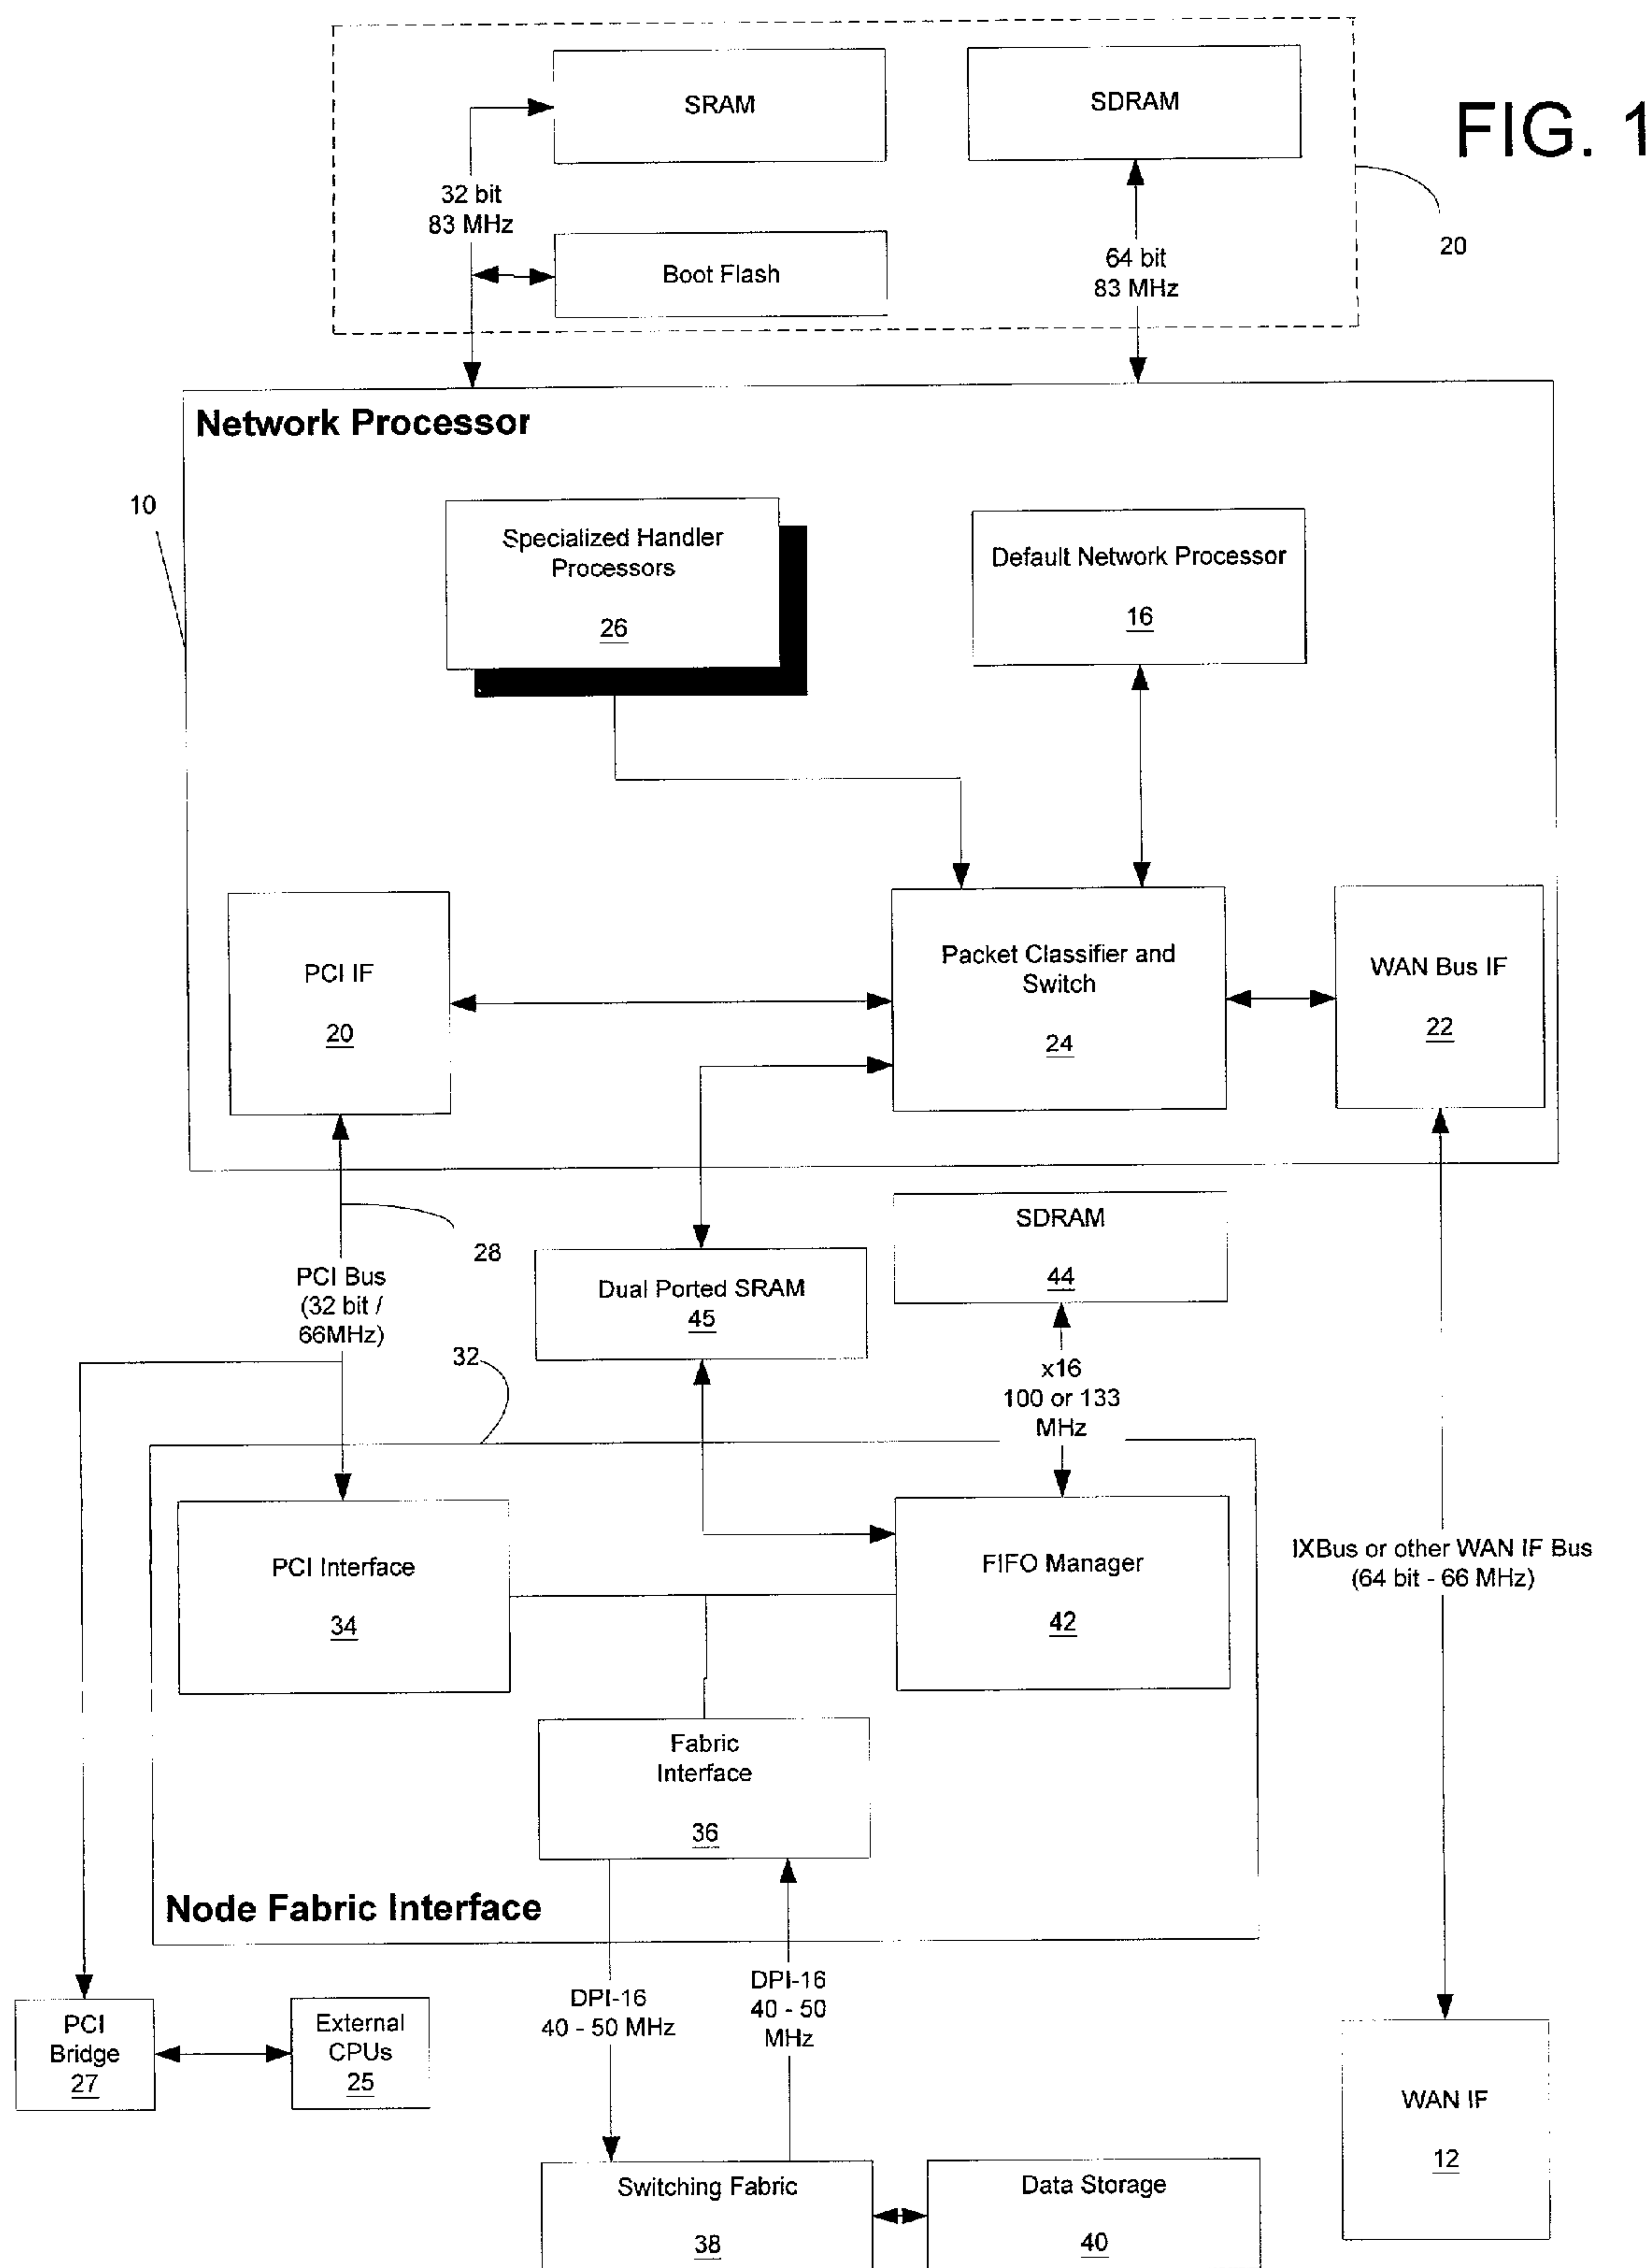 FIG. 1
SRAM
SDRAM
32 bit
83 MHz
Boot Flash
64 bit
83 MHz
20
Network Processor
10
Specialized Handler
Processors
26
Default Network Processor
16
PCI IF
20
Packet Classifier and
Switch
24
WAN Bus IF
22
28
PCI Bus
(32 bit /
66MHz)
Dual Ported SRAM
45
SDRAM
44
x16
100 or 133
MHz
32
PCI Interface
34
FIFO Manager
42
IXBus or other WAN IF Bus
(64 bit - 66 MHz)
Fabric
Interface
36
Node Fabric Interface
PCI
Bridge
27
External
CPUs
25
DPI-16
40 - 50 MHz
DPI-16
40 - 50
MHz
WAN IF
12
Switching Fabric
38
Data Storage
40